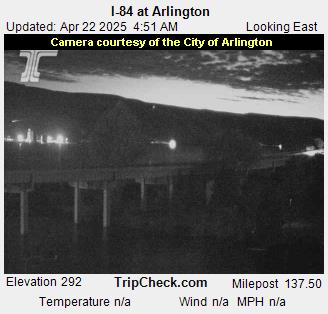 I-84 at Arlington
Updated: Apr 22 2025 4:51 AM Looking East
Camera courtesy of the City of Arlington
Elevation 292 TripCheck.com Milepost 137.50
Temperature n/a Wind n/a MPH n/a